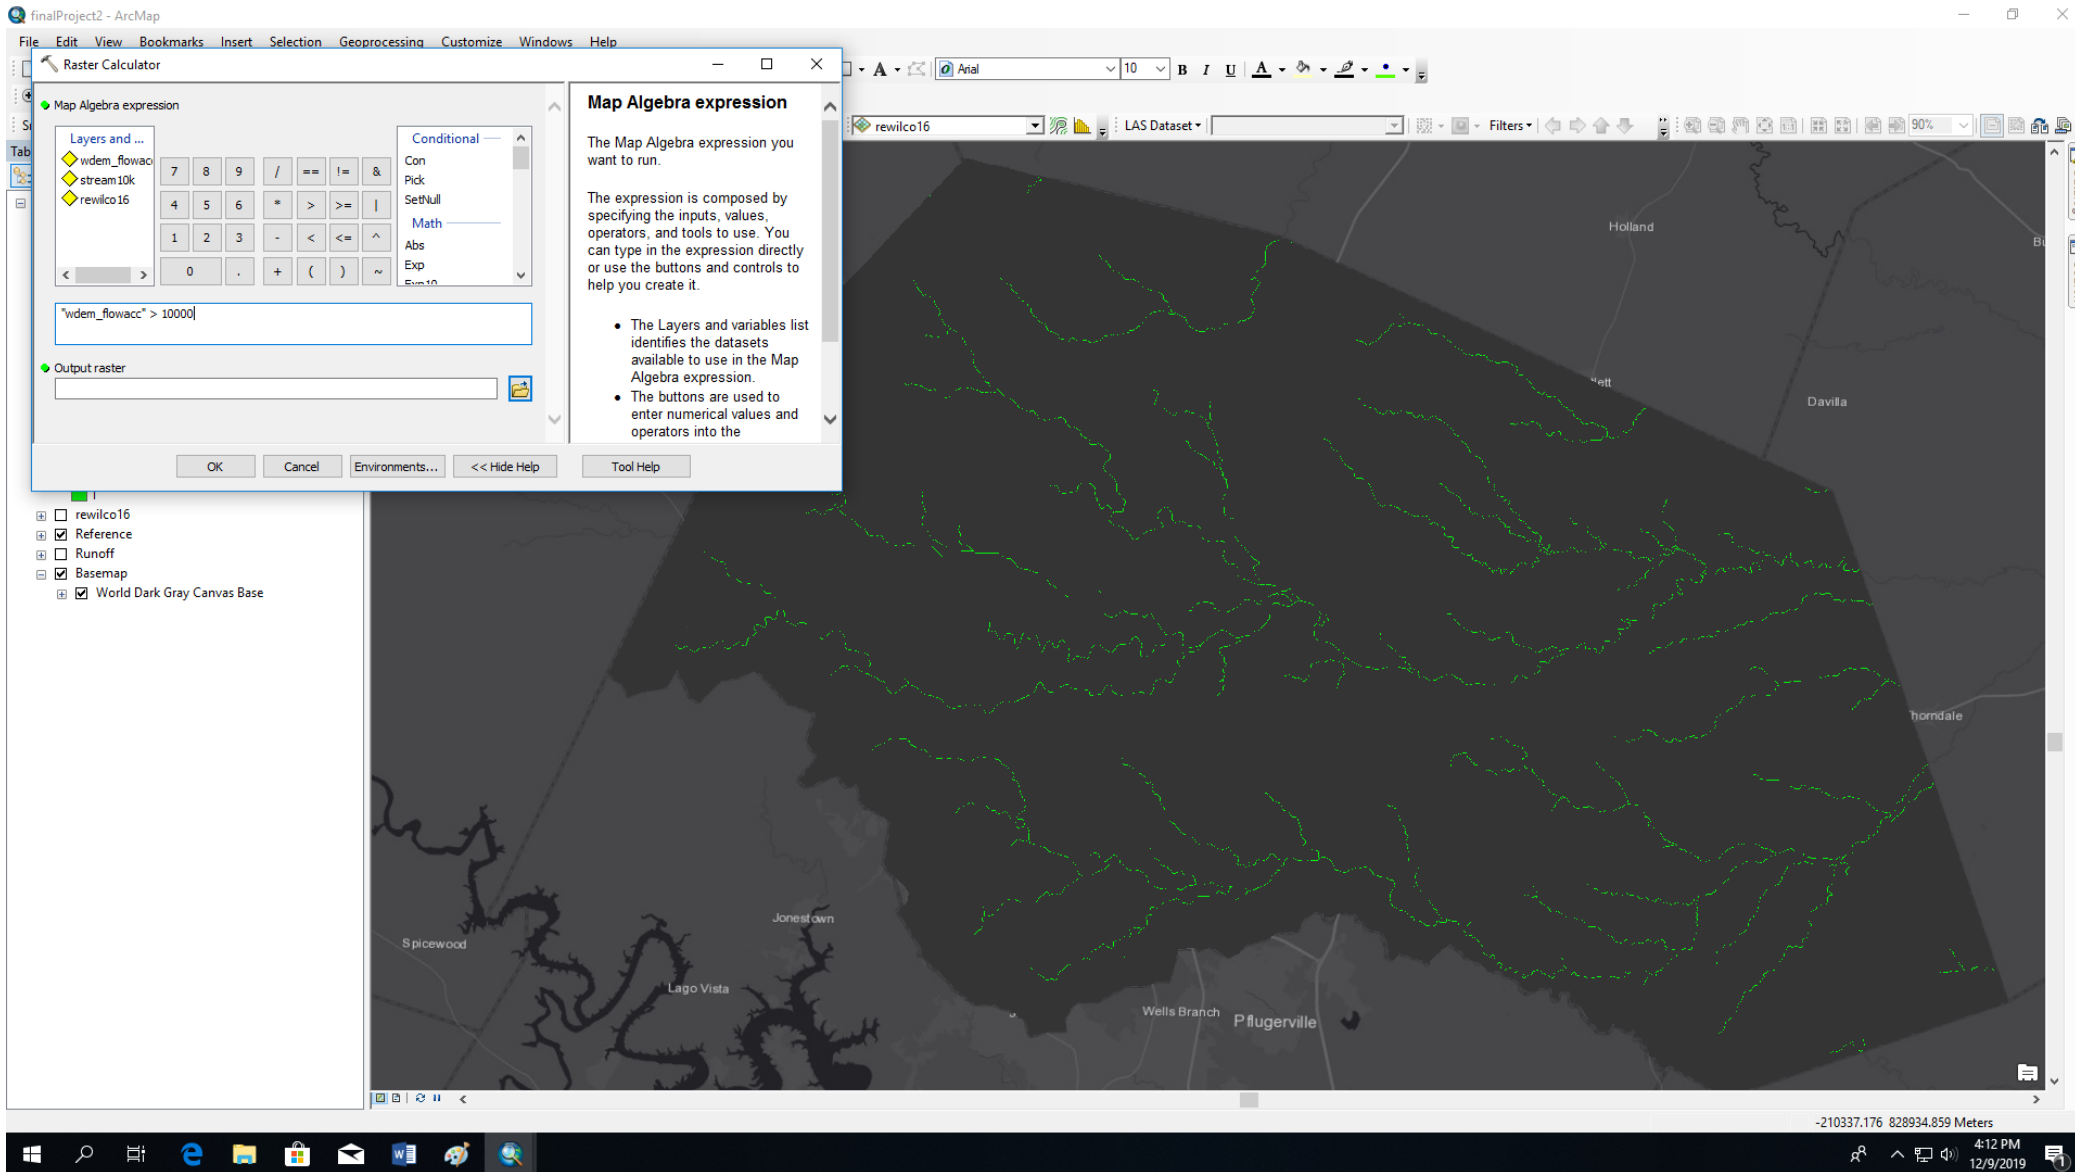 finalProject2 - ArcMap
File Edit View Bookmarks Insert Selection Geoprocessing Customize Windows Help
Raster Calculator
A Arial 10 B I U A
Map Algebra expression
rewilco16 LAS Dataset Filters 90%
Layers and ...
wdem_flowac
stream10k
rewilco16
7 8 9 / == != &
4 5 6 * > >= |
1 2 3 - < <= ^
0 . + ( ) ~
Conditional
Con
Pick
SetNull
Math
Abs
Exp
Exp10
"wdem_flowacc" > 10000
Output raster
OK Cancel Environments... << Hide Help Tool Help
Map Algebra expression
The Map Algebra expression you
want to run.
The expression is composed by
specifying the inputs, values,
operators, and tools to use. You
can type in the expression directly
or use the buttons and controls to
help you create it.
• The Layers and variables list
identifies the datasets
available to use in the Map
Algebra expression.
• The buttons are used to
enter numerical values and
operators into the
Tab
1
rewilco16
Reference
Runoff
Basemap
World Dark Gray Canvas Base
Holland
Davilla
Thorndale
Jonestown
Spicewood
Lago Vista
Wells Branch
Pflugerville
-210337.176 828934.859 Meters
4:12 PM
12/9/2019
1